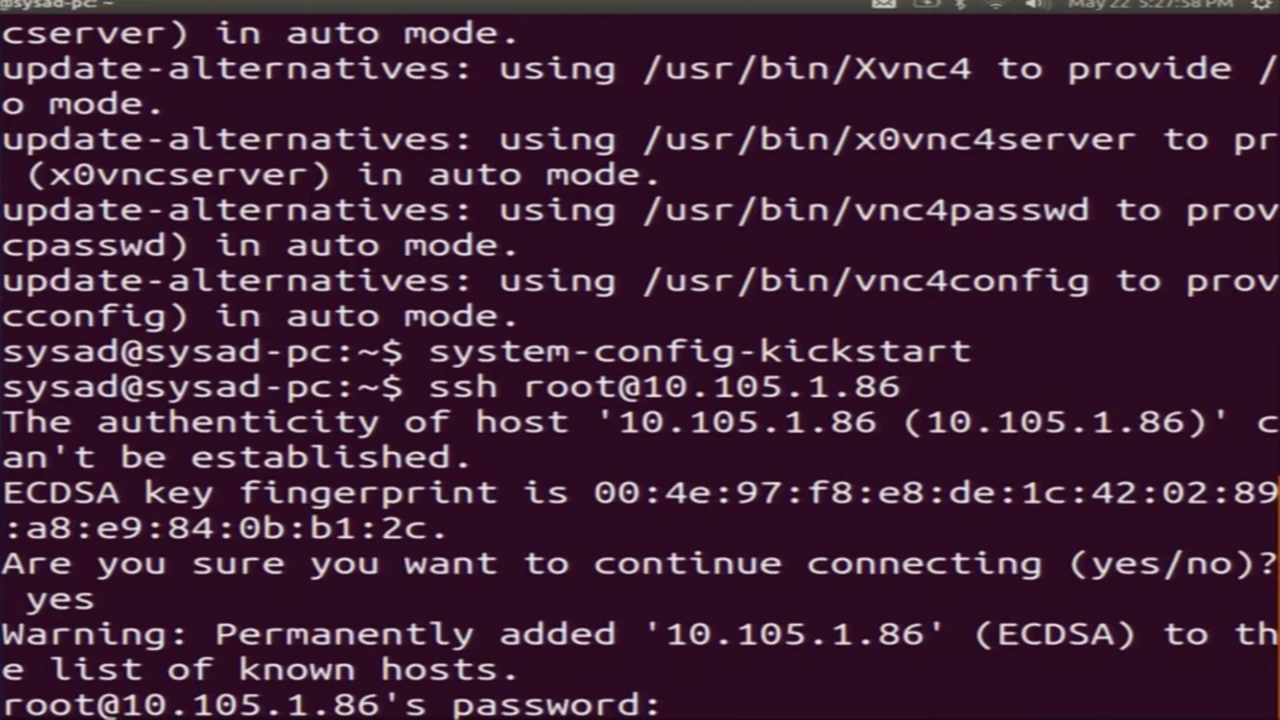 @sysad-pc: ~ May 22 5:27:58 PM
cserver) in auto mode.
update-alternatives: using /usr/bin/Xvnc4 to provide /
o mode.
update-alternatives: using /usr/bin/x0vnc4server to pr
(x0vncserver) in auto mode.
update-alternatives: using /usr/bin/vnc4passwd to prov
cpasswd) in auto mode.
update-alternatives: using /usr/bin/vnc4config to prov
cconfig) in auto mode.
sysad@sysad-pc:~$ system-config-kickstart
sysad@sysad-pc:~$ ssh root@10.105.1.86
The authenticity of host '10.105.1.86 (10.105.1.86)' c
an't be established.
ECDSA key fingerprint is 00:4e:97:f8:e8:de:1c:42:02:89
:a8:e9:84:0b:b1:2c.
Are you sure you want to continue connecting (yes/no)?
yes
Warning: Permanently added '10.105.1.86' (ECDSA) to th
e list of known hosts.
root@10.105.1.86's password: